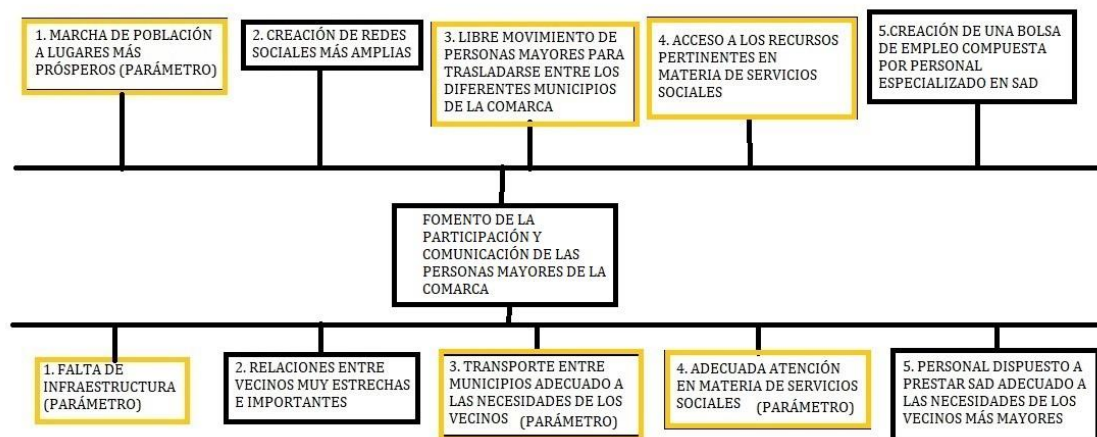 1. MARCHA DE POBLACIÓN
A LUGARES MÁS
PRÓSPEROS (PARÁMETRO)
2. CREACIÓN DE REDES
SOCIALES MÁS AMPLIAS
3. LIBRE MOVIMIENTO DE
PERSONAS MAYORES PARA
TRASLADARSE ENTRE LOS
DIFERENTES MUNICIPIOS
DE LA COMARCA
4. ACCESO A LOS RECURSOS
PERTINENTES EN
MATERIA DE SERVICIOS
SOCIALES
5.CREACIÓN DE UNA BOLSA
DE EMPLEO COMPUESTA
POR PERSONAL
ESPECIALIZADO EN SAD
FOMENTO DE LA
PARTICIPACIÓN Y
COMUNICACIÓN DE LAS
PERSONAS MAYORES DE LA
COMARCA
1. FALTA DE
INFRAESTRUCTURA
(PARÁMETRO)
2. RELACIONES ENTRE
VECINOS MUY ESTRECHAS
E IMPORTANTES
3. TRANSPORTE ENTRE
MUNICIPIOS ADECUADO A
LAS NECESIDADES DE LOS
VECINOS (PARÁMETRO)
4. ADECUADA ATENCIÓN
EN MATERIA DE SERVICIOS
SOCIALES (PARÁMETRO)
5. PERSONAL DISPUESTO A
PRESTAR SAD ADECUADO A
LAS NECESIDADES DE LOS
VECINOS MÁS MAYORES